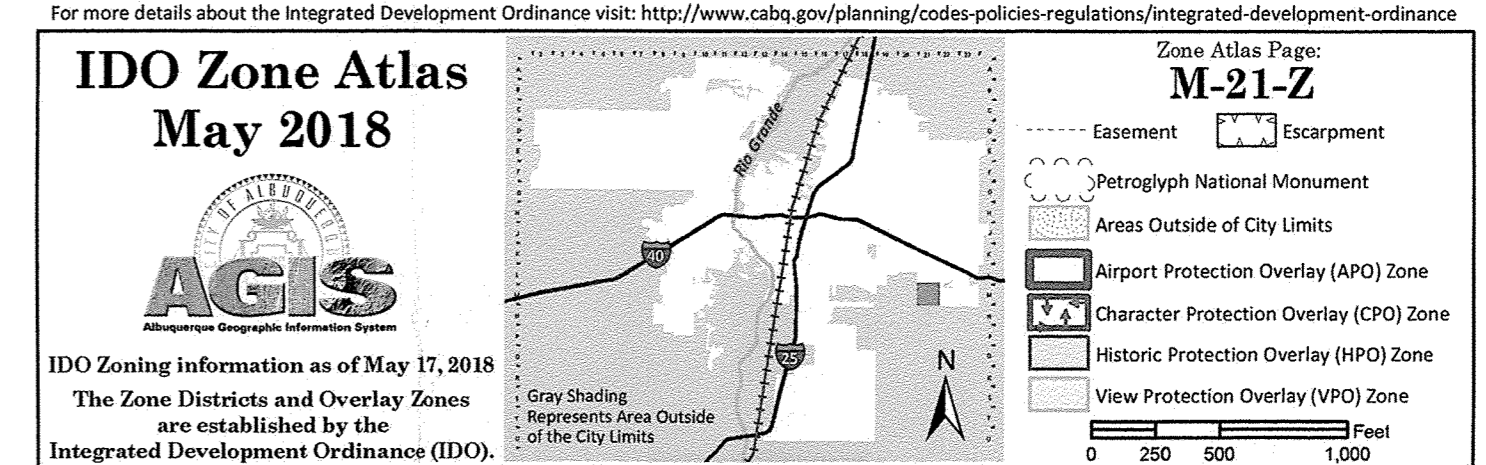 For more details about the Integrated Development Ordinance visit: http://www.cabq.gov/planning/codes-policies-regulations/integrated-development-ordinance
IDO Zone Atlas
May 2018
CITY OF ALBUQUERQUE
AGIS
Albuquerque Geographic Information System
IDO Zoning information as of May 17, 2018
The Zone Districts and Overlay Zones
are established by the
Integrated Development Ordinance (IDO).
Rio Grande
40
25
N
Gray Shading
Represents Area Outside
of the City Limits
Zone Atlas Page:
M-21-Z
Easement
Escarpment
Petroglyph National Monument
Areas Outside of City Limits
Airport Protection Overlay (APO) Zone
Character Protection Overlay (CPO) Zone
Historic Protection Overlay (HPO) Zone
View Protection Overlay (VPO) Zone
Feet
0 250 500 1,000